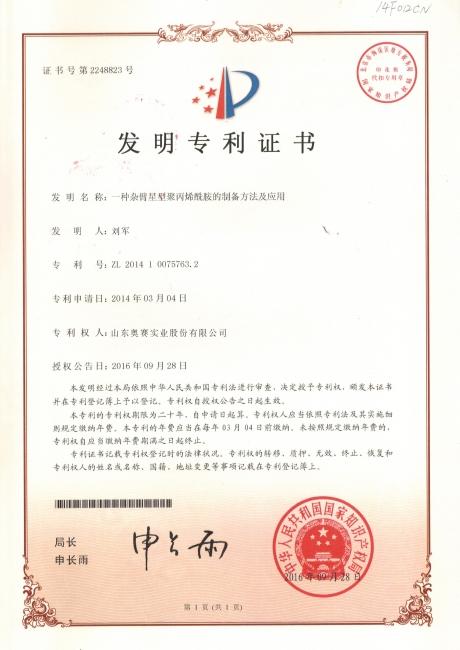 14F012CN
证书号第2248823号
发明专利证书
发 明 名 称：一种杂臂星型聚丙烯酰胺的制备方法及应用
发 明 人：刘军
专 利 号：ZL 2014 1 0075763.2
专利申请日：2014年03月04日
专 利 权 人：山东奥赛实业股份有限公司
授权公告日：2016年09月28日
本发明经过本局依照中华人民共和国专利法进行审查，决定授予专利权，颁发本证书
并在专利登记簿上予以登记。专利权自授权公告之日起生效。
本专利的专利权期限为二十年，自申请日起算。专利权人应当依照专利法及其实施细
则规定缴纳年费。本专利的年费应当在每年03月04日前缴纳。未按照规定缴纳年费的，
专利权自应当缴纳年费期满之日起终止。
专利证书记载专利权登记时的法律状况。专利权的转移、质押、无效、终止、恢复和
专利权人的姓名或名称、国籍、地址变更等事项记载在专利登记簿上。
局长
申长雨
申长雨
中华人民共和国国家知识产权局
2016年09月28日
第1页（共1页）